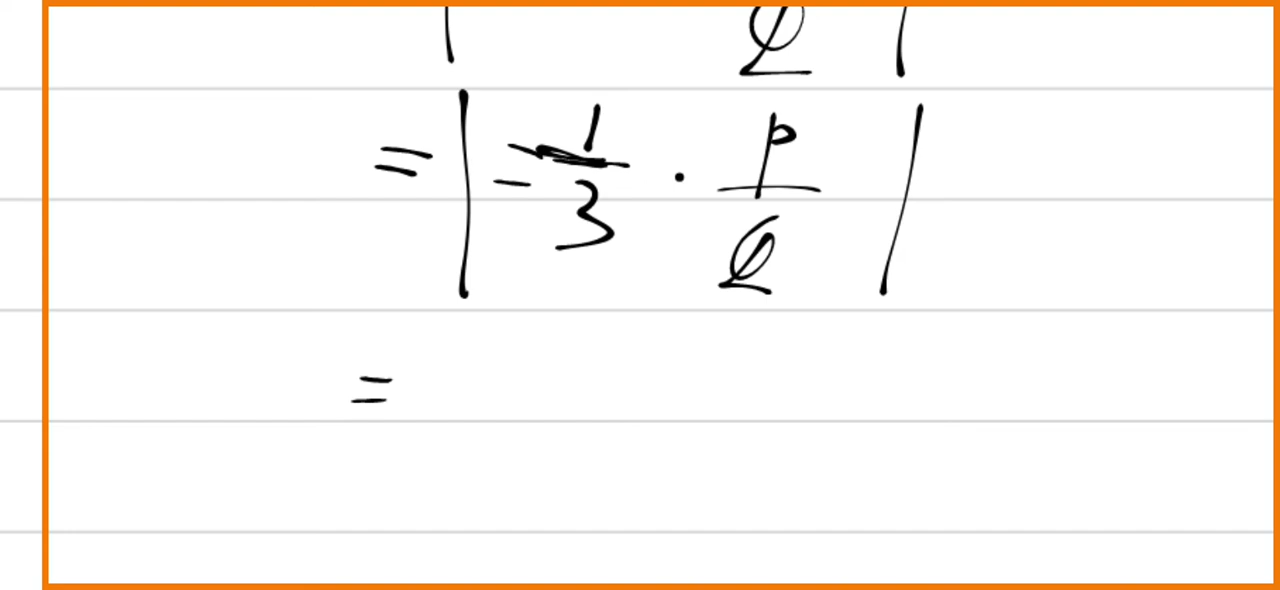 Q |
= | - 1/3 · P/Q |
=